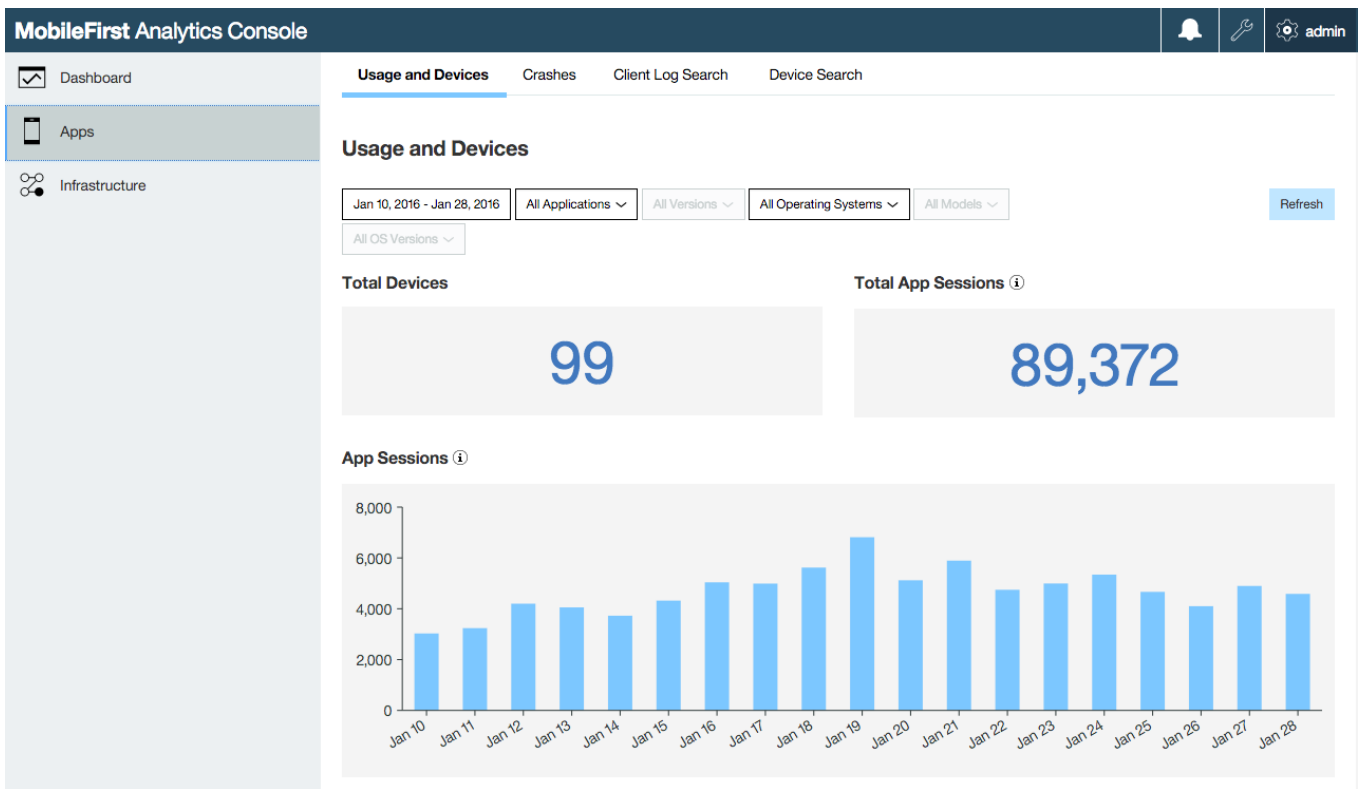 MobileFirst Analytics Console
admin
Dashboard
Apps
Infrastructure
Usage and Devices Crashes Client Log Search Device Search
Usage and Devices
Jan 10, 2016 - Jan 28, 2016 All Applications All Versions All Operating Systems All Models Refresh
All OS Versions
Total Devices
99
Total App Sessions
89,372
App Sessions
8,000
6,000
4,000
2,000
0
Jan 10 Jan 11 Jan 12 Jan 13 Jan 14 Jan 15 Jan 16 Jan 17 Jan 18 Jan 19 Jan 20 Jan 21 Jan 22 Jan 23 Jan 24 Jan 25 Jan 26 Jan 27 Jan 28